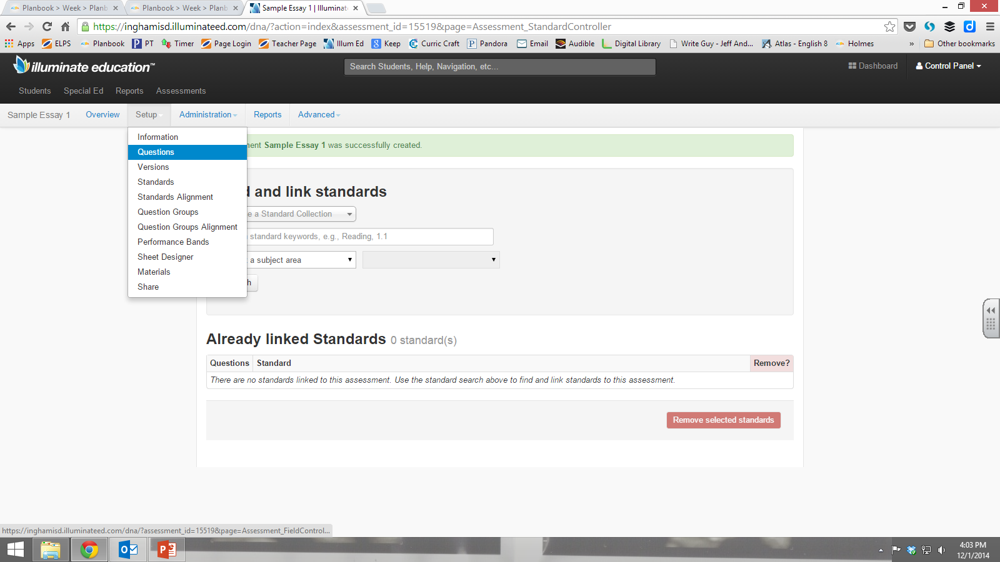 Planbook > Week > Planb
Planbook > Week > Planb
Sample Essay 1 | Illuminate
https://inghamisd.illuminateed.com/dna/?action=index&assessment_id=15519&page=Assessment_StandardController
Apps ELPS Planbook PT Timer Page Login Teacher Page Illum Ed Keep Curric Craft Pandora Email Audible Digital Library Write Guy - Jeff And... Atlas - English 8 Holmes » Other bookmarks
illuminate education™
Search Students, Help, Navigation, etc...
Dashboard
Control Panel
Students Special Ed Reports Assessments
Sample Essay 1 Overview Setup Administration Reports Advanced
Information
Questions
Versions
Standards
Standards Alignment
Question Groups
Question Groups Alignment
Performance Bands
Sheet Designer
Materials
Share
ent Sample Essay 1 was successfully created.
d and link standards
e a Standard Collection
standard keywords, e.g., Reading, 1.1
a subject area
h
Already linked Standards 0 standard(s)
Questions Standard Remove?
There are no standards linked to this assessment. Use the standard search above to find and link standards to this assessment.
Remove selected standards
https://inghamisd.illuminateed.com/dna/?assessment_id=15519&page=Assessment_FieldControl...
4:03 PM
12/1/2014